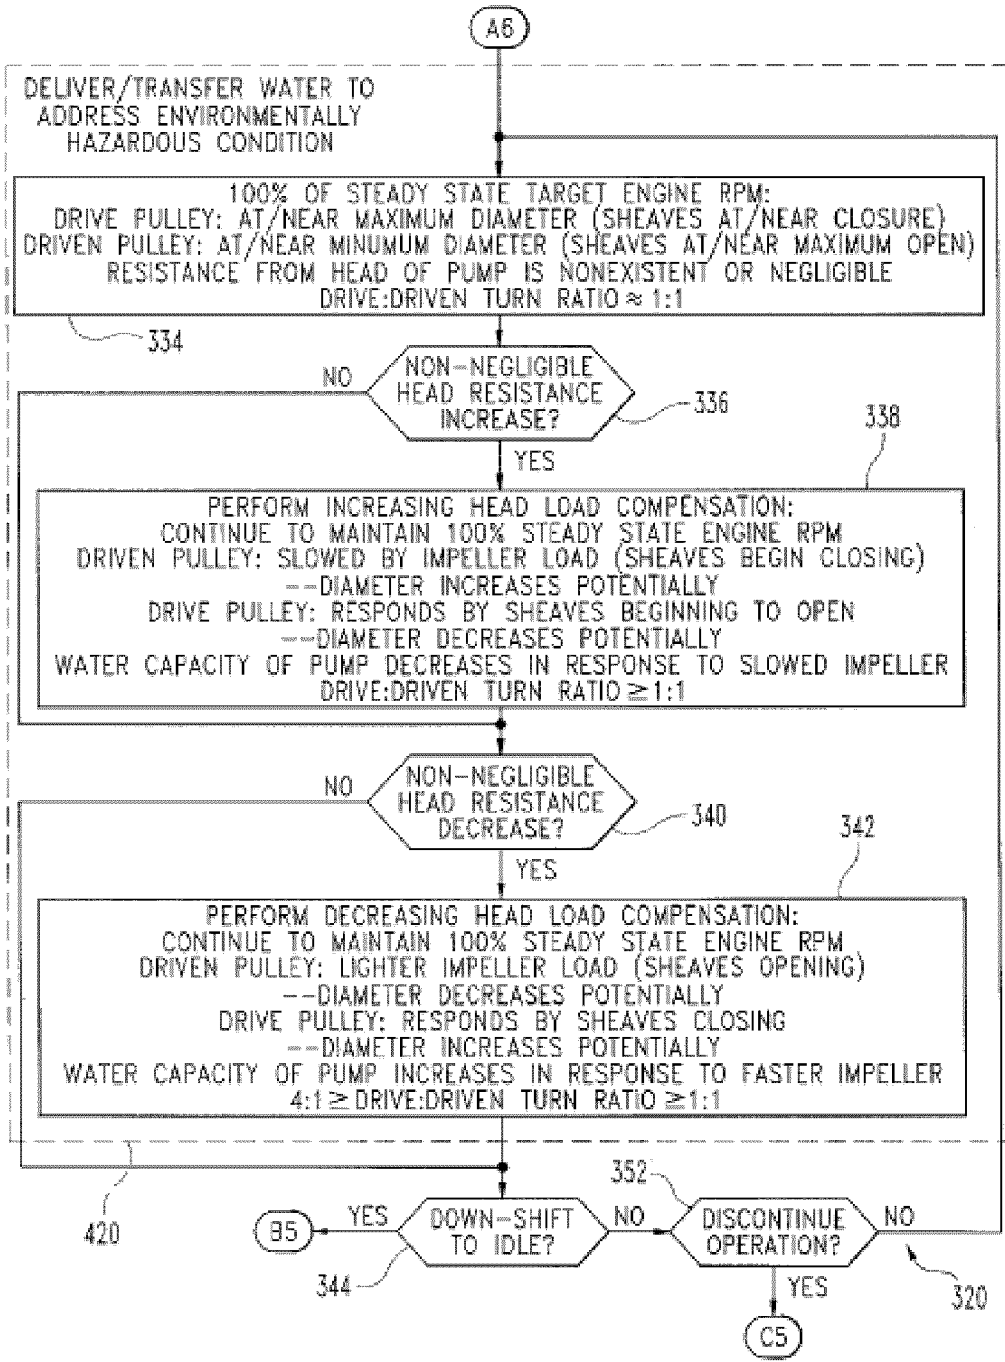 A6
DELIVER/TRANSFER WATER TO
ADDRESS ENVIRONMENTALLY
HAZARDOUS CONDITION
100% OF STEADY STATE TARGET ENGINE RPM:
DRIVE PULLEY: AT/NEAR MAXIMUM DIAMETER (SHEAVES AT/NEAR CLOSURE)
DRIVEN PULLEY: AT/NEAR MINUMUM DIAMETER (SHEAVES AT/NEAR MAXIMUM OPEN)
RESISTANCE FROM HEAD OF PUMP IS NONEXISTENT OR NEGLIGIBLE
DRIVE:DRIVEN TURN RATIO ≈ 1:1
334
NO
NON-NEGLIGIBLE
HEAD RESISTANCE
INCREASE?
336
338
YES
PERFORM INCREASING HEAD LOAD COMPENSATION:
CONTINUE TO MAINTAIN 100% STEADY STATE ENGINE RPM
DRIVEN PULLEY: SLOWED BY IMPELLER LOAD (SHEAVES BEGIN CLOSING)
--DIAMETER INCREASES POTENTIALLY
DRIVE PULLEY: RESPONDS BY SHEAVES BEGINNING TO OPEN
--DIAMETER DECREASES POTENTIALLY
WATER CAPACITY OF PUMP DECREASES IN RESPONSE TO SLOWED IMPELLER
DRIVE:DRIVEN TURN RATIO ≥ 1:1
NO
NON-NEGLIGIBLE
HEAD RESISTANCE
DECREASE?
340
342
YES
PERFORM DECREASING HEAD LOAD COMPENSATION:
CONTINUE TO MAINTAIN 100% STEADY STATE ENGINE RPM
DRIVEN PULLEY: LIGHTER IMPELLER LOAD (SHEAVES OPENING)
--DIAMETER DECREASES POTENTIALLY
DRIVE PULLEY: RESPONDS BY SHEAVES CLOSING
--DIAMETER INCREASES POTENTIALLY
WATER CAPACITY OF PUMP INCREASES IN RESPONSE TO FASTER IMPELLER
4:1 ≥ DRIVE:DRIVEN TURN RATIO ≥ 1:1
420
352
B5
YES
DOWN-SHIFT
TO IDLE?
NO
DISCONTINUE
OPERATION?
NO
344
YES
320
C5